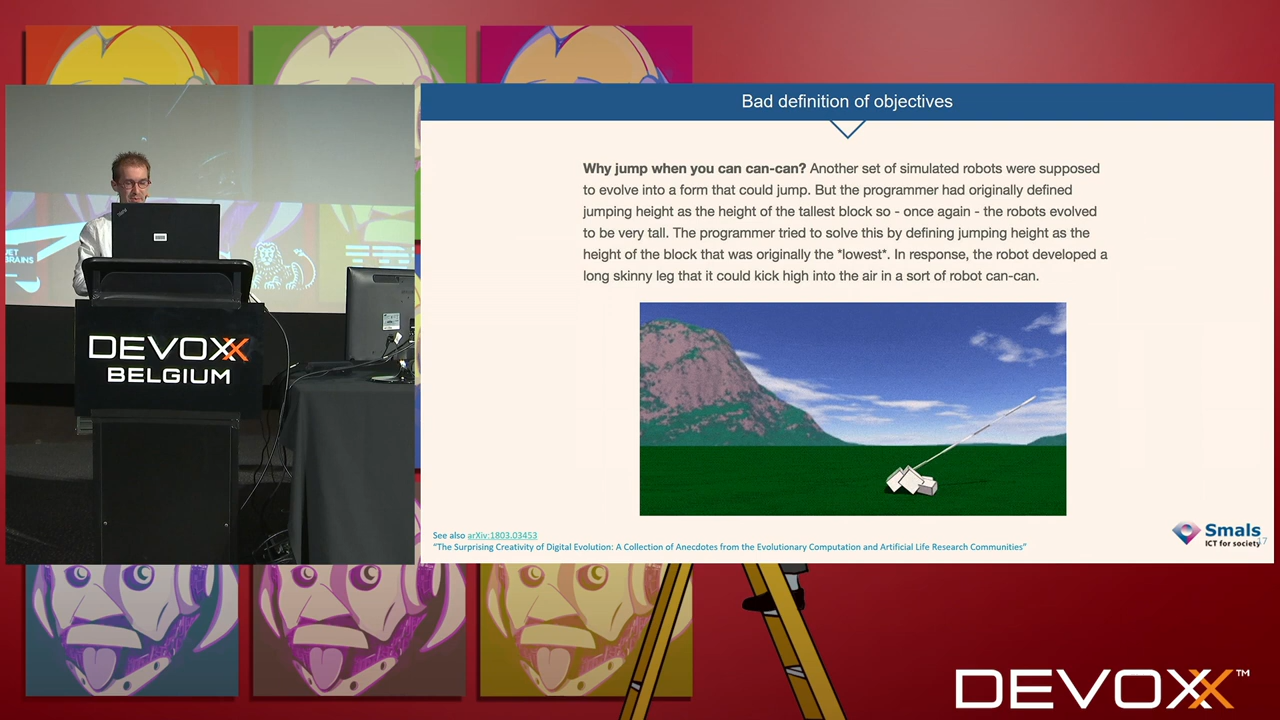 Bad definition of objectives
Why jump when you can can-can? Another set of simulated robots were supposed
to evolve into a form that could jump. But the programmer had originally defined
jumping height as the height of the tallest block so - once again - the robots evolved
to be very tall. The programmer tried to solve this by defining jumping height as the
height of the block that was originally the *lowest*. In response, the robot developed a
long skinny leg that it could kick high into the air in a sort of robot can-can.
See also arXiv:1803.03453
"The Surprising Creativity of Digital Evolution: A Collection of Anecdotes from the Evolutionary Computation and Artificial Life Research Communities"
Smals
ICT for society
DEVOXX
BELGIUM
BRAINS
ING
DEVOXX™